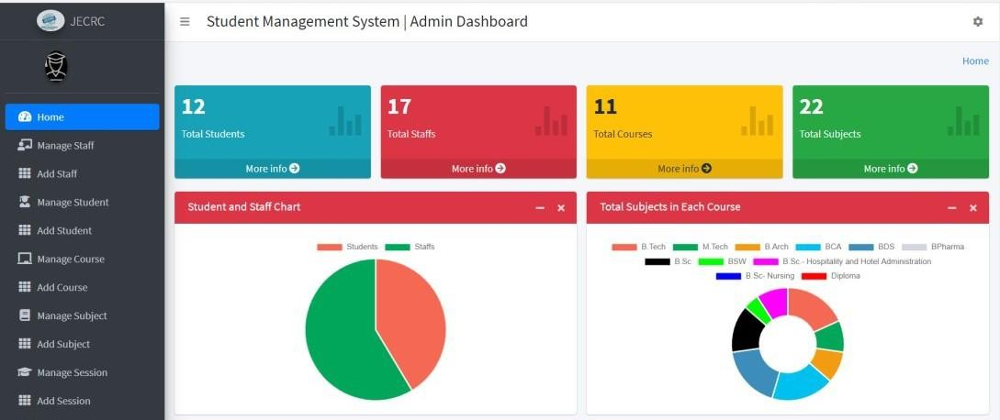 JECRC
Student Management System | Admin Dashboard
Home
Home
Manage Staff
Add Staff
Manage Student
Add Student
Manage Course
Add Course
Manage Subject
Add Subject
Manage Session
Add Session
12
Total Students
More info
17
Total Staffs
More info
11
Total Courses
More info
22
Total Subjects
More info
Student and Staff Chart
Students Staffs
Total Subjects in Each Course
B.Tech M.Tech B.Arch BCA BDS BPharma
B.Sc BSW B.Sc.- Hospitality and Hotel Administration
B.Sc- Nursing Diploma